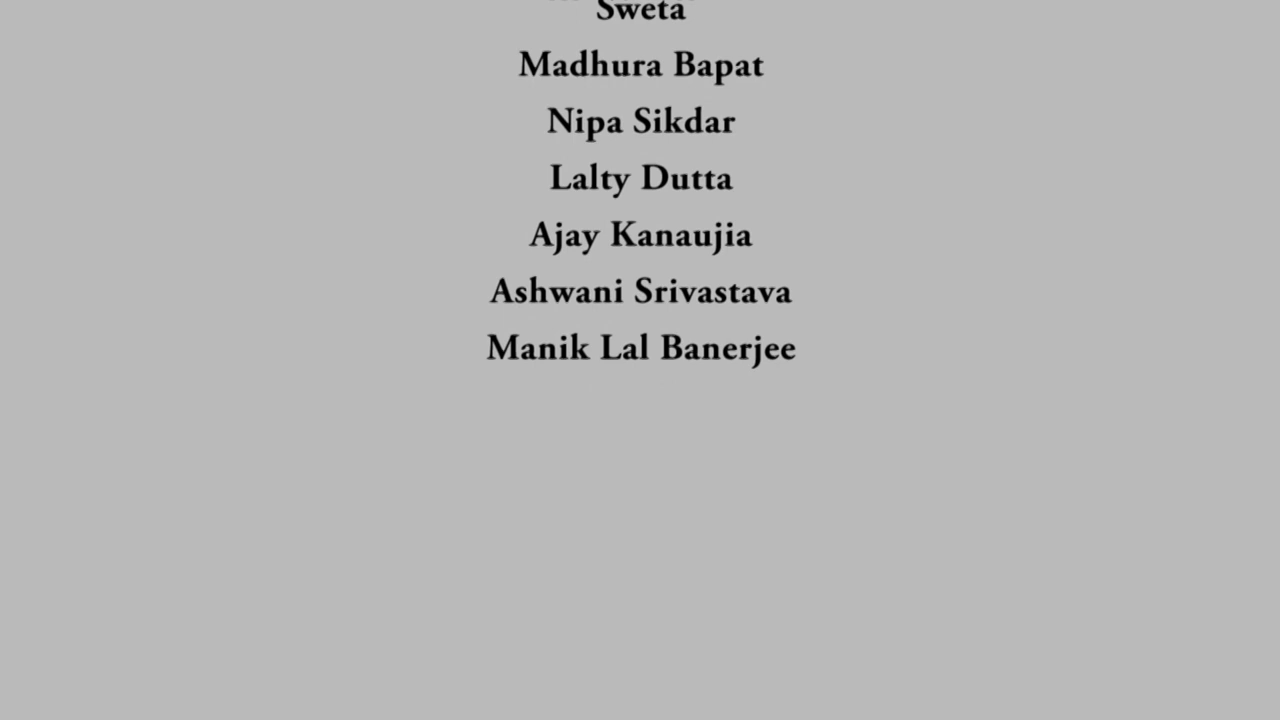 Sweta
Madhura Bapat
Nipa Sikdar
Lalty Dutta
Ajay Kanaujia
Ashwani Srivastava
Manik Lal Banerjee